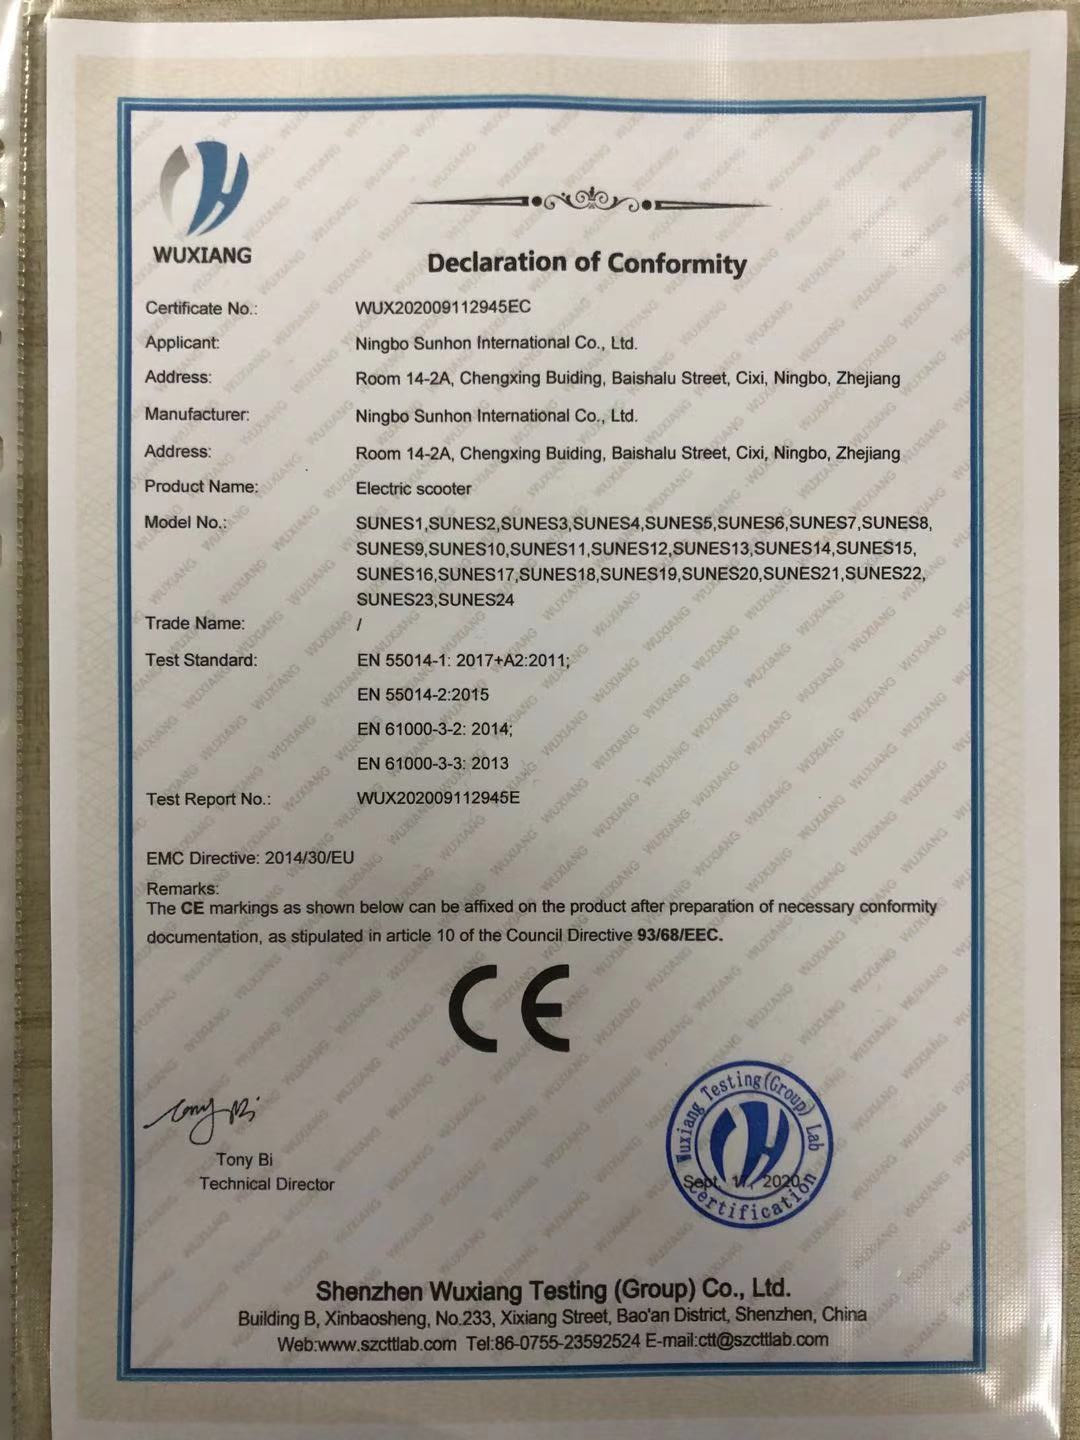 WUXIANG
Declaration of Conformity
Certificate No.: WUX202009112945EC
Applicant: Ningbo Sunhon International Co., Ltd.
Address: Room 14-2A, Chengxing Buiding, Baishalu Street, Cixi, Ningbo, Zhejiang
Manufacturer: Ningbo Sunhon International Co., Ltd.
Address: Room 14-2A, Chengxing Buiding, Baishalu Street, Cixi, Ningbo, Zhejiang
Product Name: Electric scooter
Model No.: SUNES1,SUNES2,SUNES3,SUNES4,SUNES5,SUNES6,SUNES7,SUNES8,
SUNES9,SUNES10,SUNES11,SUNES12,SUNES13,SUNES14,SUNES15,
SUNES16,SUNES17,SUNES18,SUNES19,SUNES20,SUNES21,SUNES22,
SUNES23,SUNES24
Trade Name: /
Test Standard: EN 55014-1: 2017+A2:2011;
EN 55014-2:2015
EN 61000-3-2: 2014;
EN 61000-3-3: 2013
Test Report No.: WUX202009112945E
EMC Directive: 2014/30/EU
Remarks:
The CE markings as shown below can be affixed on the product after preparation of necessary conformity
documentation, as stipulated in article 10 of the Council Directive 93/68/EEC.
CE
Tony Bi
Tony Bi
Technical Director
Wuxiang Testing(Group) Lab
Sept. 17, 2020
Certification
Shenzhen Wuxiang Testing (Group) Co., Ltd.
Building B, Xinbaosheng, No.233, Xixiang Street, Bao'an District, Shenzhen, China
Web:www.szcttlab.com Tel:86-0755-23592524 E-mail:ctt@szcttlab.com